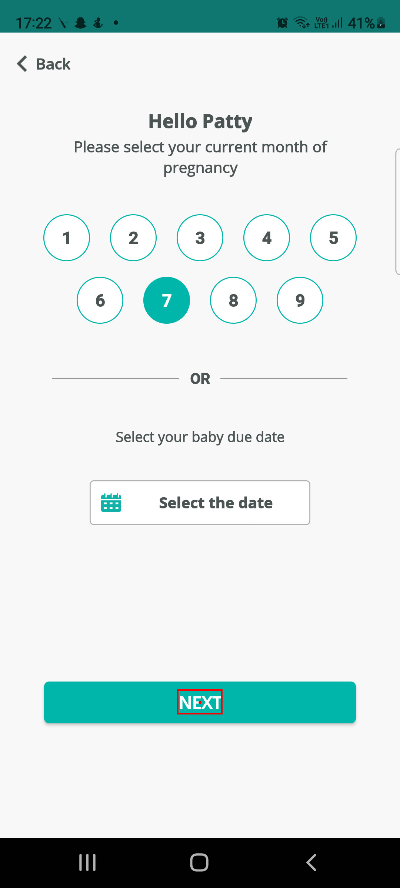 17:22 41%
Back
Hello Patty
Please select your current month of
pregnancy
1 2 3 4 5
6 7 8 9
OR
Select your baby due date
Select the date
NEXT